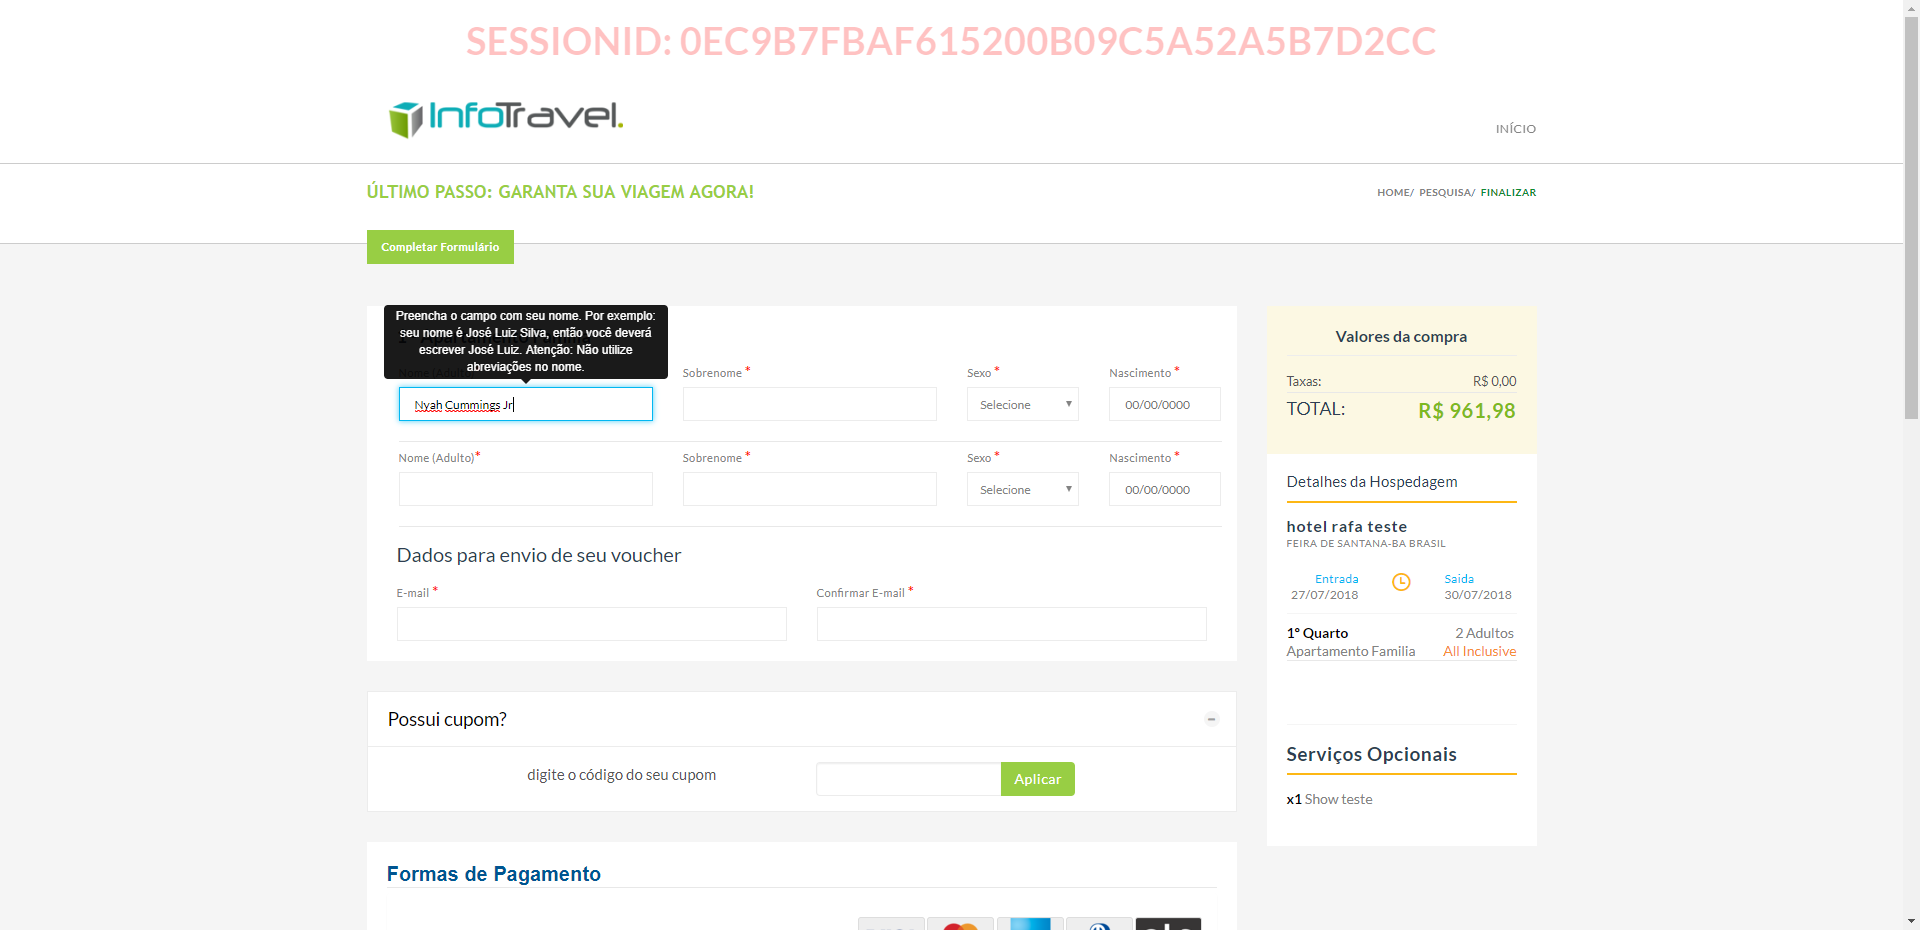 SESSIONID: 0EC9B7FBAF615200B09C5A52A5B7D2CC
InfoTravel.
INÍCIO
ÚLTIMO PASSO: GARANTA SUA VIAGEM AGORA!
HOME/ PESQUISA/ FINALIZAR
Completar Formulário
Preencha o campo com seu nome. Por exemplo:
seu nome é José Luiz Silva, então você deverá
escrever José Luiz. Atenção: Não utilize
abreviações no nome.
Nome (Adulto) Sobrenome * Sexo * Nascimento *
Nyah Cummings Jr Selecione 00/00/0000
Nome (Adulto)* Sobrenome * Sexo * Nascimento *
Selecione 00/00/0000
Dados para envio de seu voucher
E-mail * Confirmar E-mail *
Possui cupom?
digite o código do seu cupom Aplicar
Formas de Pagamento
Valores da compra
Taxas: R$ 0,00
TOTAL: R$ 961,98
Detalhes da Hospedagem
hotel rafa teste
FEIRA DE SANTANA-BA BRASIL
Entrada Saida
27/07/2018 30/07/2018
1º Quarto 2 Adultos
Apartamento Familia All Inclusive
Serviços Opcionais
x1 Show teste